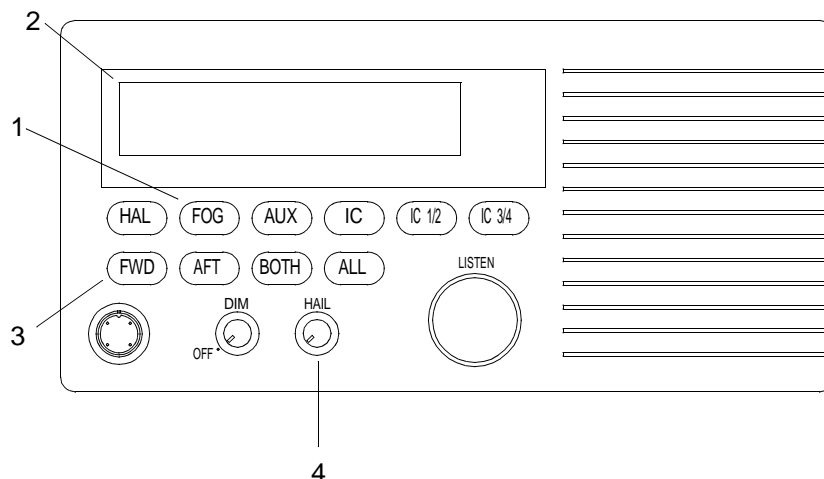 2
1
HAL FOG AUX IC IC 1/2 IC 3/4
FWD AFT BOTH ALL LISTEN
3
DIM HAIL
OFF
4